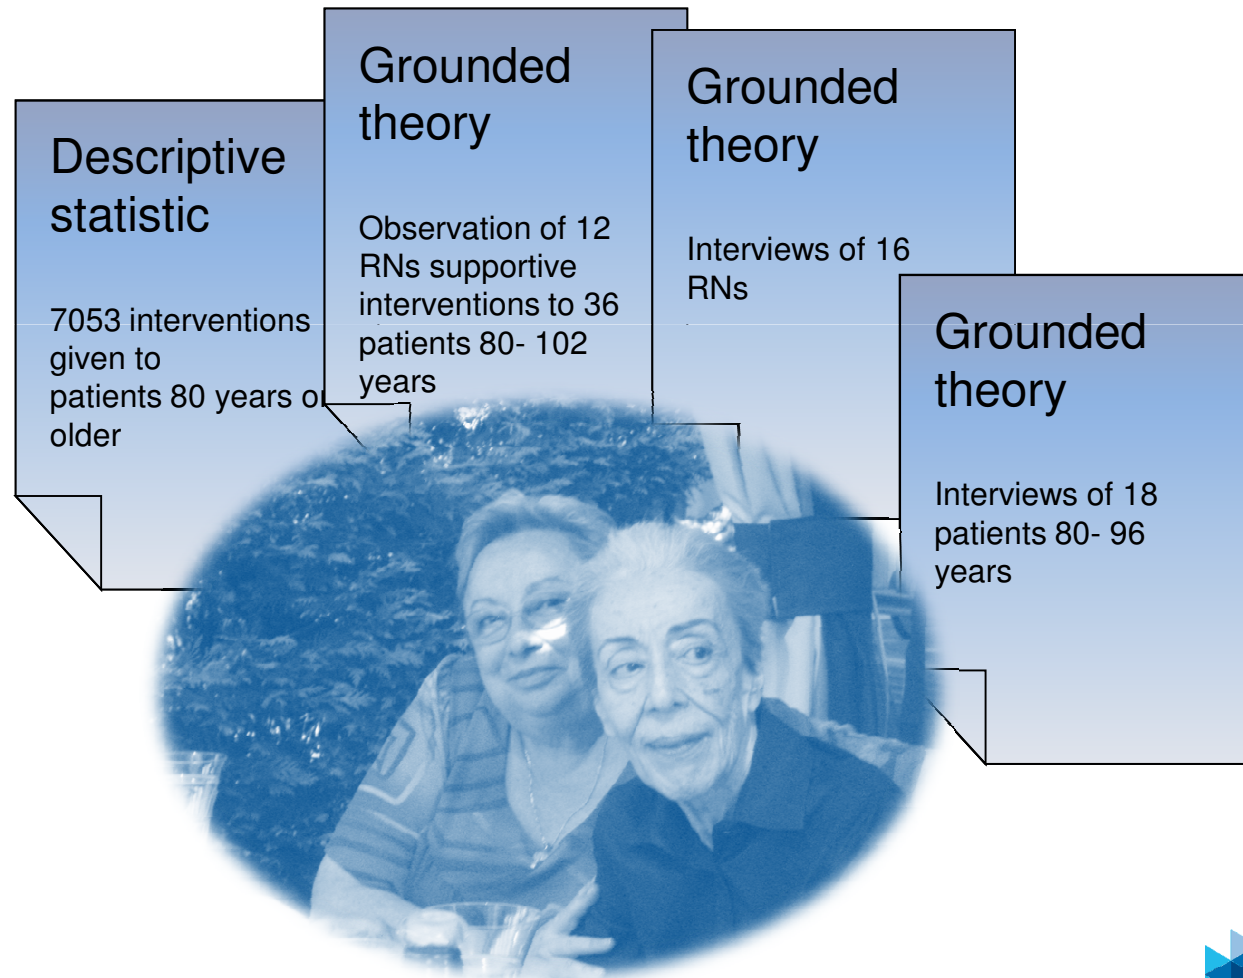 Descriptive
statistic
7053 interventions
given to
patients 80 years or
older
Grounded
theory
Observation of 12
RNs supportive
interventions to 36
patients 80- 102
years
Grounded
theory
Interviews of 16
RNs
Grounded
theory
Interviews of 18
patients 80- 96
years